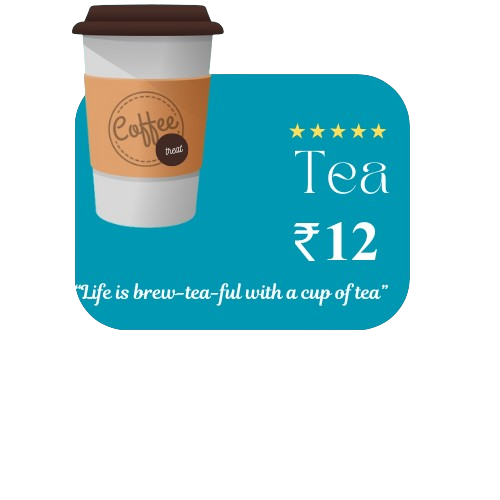 Coffee
treat
Tea
₹12
“Life is brew-tea-ful with a cup of tea”